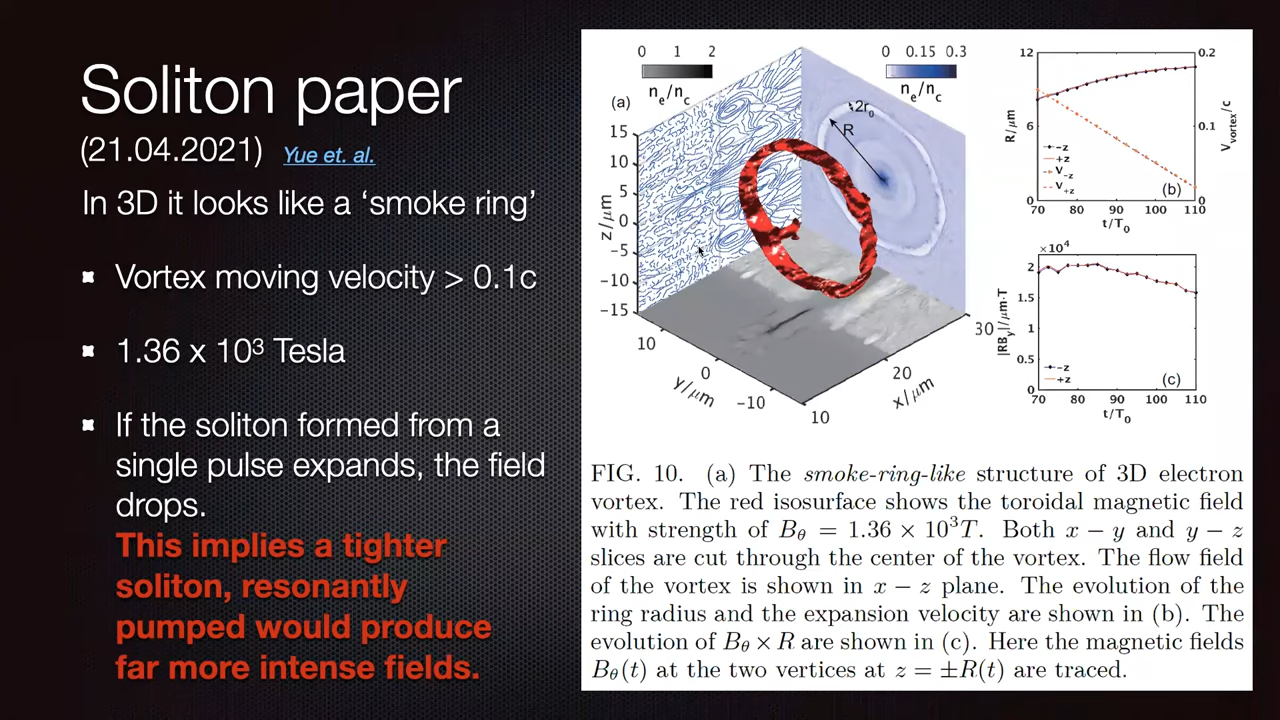 Soliton paper
(21.04.2021) Yue et. al.
In 3D it looks like a ‘smoke ring’
Vortex moving velocity > 0.1c
1.36 x 10³ Tesla
If the soliton formed from a
single pulse expands, the field
drops.
This implies a tighter
soliton, resonantly
pumped would produce
far more intense fields.
0 1 2
nₑ/n_c
0 0.15 0.3
nₑ/n_c
(a)
2r₀
R
15
10
5
0
−5
−10
−15
z/μm
10
0
−10
y/μm
10
20
30
x/μm
12
6
0
R/μm
0.2
0.1
0
V_vortex/c
−z
+z
V_−z
V_+z
(b)
70 80 90 100 110
t/T₀
×10⁴
2
1.5
1
0.5
0
|RB_y|/μm·T
−z
+z
(c)
70 80 90 100 110
t/T₀
FIG. 10. (a) The smoke-ring-like structure of 3D electron
vortex. The red isosurface shows the toroidal magnetic field
with strength of B_θ = 1.36 × 10³T. Both x − y and y − z
slices are cut through the center of the vortex. The flow field
of the vortex is shown in x − z plane. The evolution of the
ring radius and the expansion velocity are shown in (b). The
evolution of B_θ × R are shown in (c). Here the magnetic fields
B_θ(t) at the two vertices at z = ±R(t) are traced.